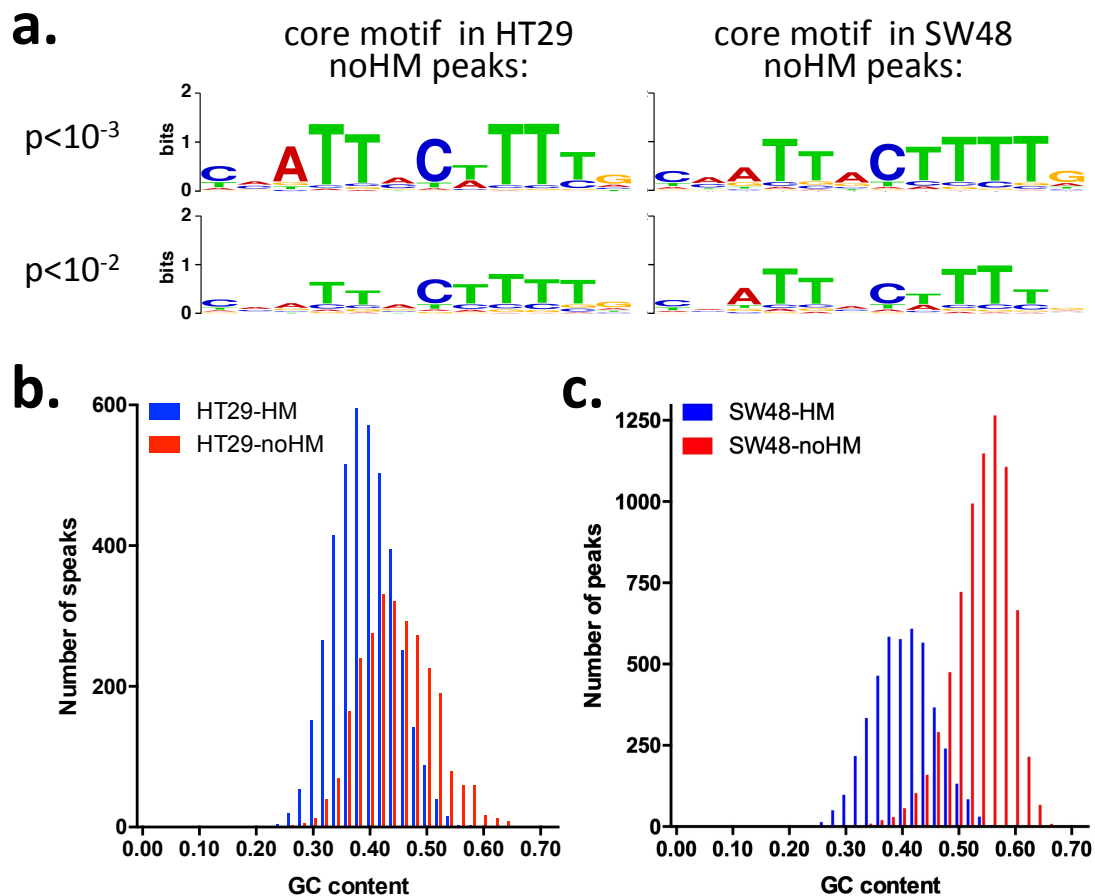 a.
core motif in HT29
noHM peaks:
core motif in SW48
noHM peaks:
p<10-3
bits
2
1
0
2
p<10-2
bits
2
1
0
2
b.
HT29-HM
HT29-noHM
Number of speaks
600
400
200
0
0.00 0.10 0.20 0.30 0.40 0.50 0.60 0.70
GC content
c.
SW48-HM
SW48-noHM
Number of peaks
1250
1000
750
500
250
0
0.00 0.10 0.20 0.30 0.40 0.50 0.60 0.70
GC content